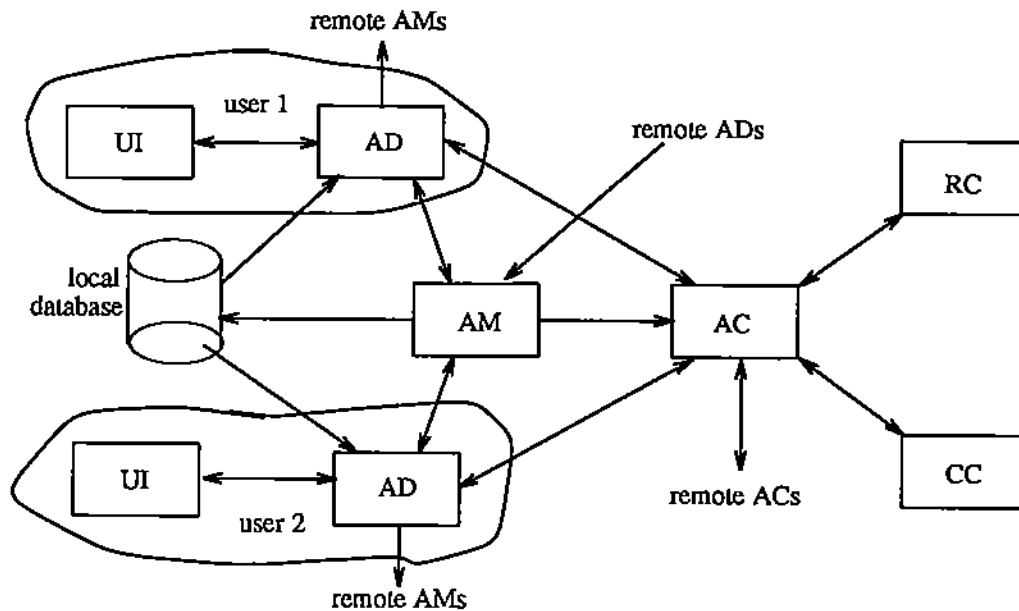 remote AMs
user 1
UI
AD
remote ADs
RC
local
database
AM
AC
UI
AD
user 2
remote ACs
CC
remote AMs